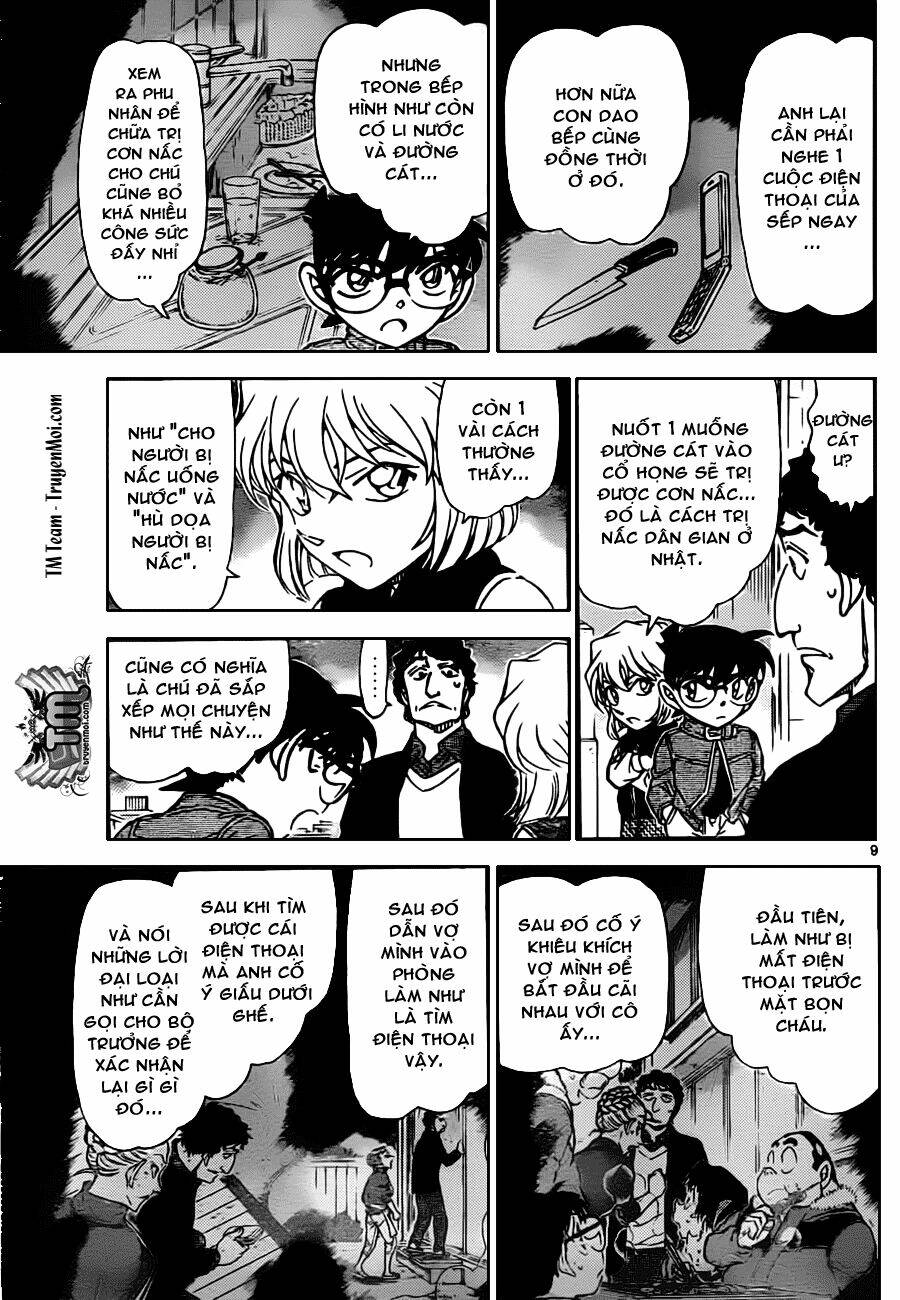 ANH LẠI
CẦN PHẢI
NGHE 1
CUỘC ĐIỆN
THOẠI CỦA
SẾP NGAY
...
HƠN NỮA
CON DAO
BẾP CÙNG
ĐỒNG THỜI
Ở ĐÓ.
NHƯNG
TRONG BẾP
HÌNH NHƯ CÒN
CÓ LI NƯỚC
VÀ ĐƯỜNG
CÁT...
XEM
RA PHU
NHÂN ĐỂ
CHỮA TRỊ
CƠN NẤC
CHO CHÚ
CŨNG BỎ
KHÁ NHIỀU
CÔNG SỨC
ĐẤY NHỈ
...
ĐƯỜNG
CÁT
Ư?
NUỐT 1 MUỖNG
ĐƯỜNG CÁT VÀO
CỔ HỌNG SẼ TRỊ
ĐƯỢC CƠN NẤC...
ĐÓ LÀ CÁCH TRỊ
NẤC DÂN GIAN Ở
NHẬT.
CÒN 1
VÀI CÁCH
THƯỜNG
THẤY...
NHƯ "CHO
NGƯỜI BỊ
NẤC UỐNG
NƯỚC" VÀ
"HÙ DỌA
NGƯỜI BỊ
NẤC".
TM Team - TruyenMoi.com
......
CŨNG CÓ NGHĨA
LÀ CHÚ ĐÃ SẮP
XẾP MỌI CHUYỆN
NHƯ THẾ NÀY...
TM
truyenmoi.com
9
ĐẦU TIÊN,
LÀM NHƯ BỊ
MẤT ĐIỆN
THOẠI TRƯỚC
MẶT BỌN
CHÁU.
SAU ĐÓ CỐ Ý
KHIÊU KHÍCH
VỢ MÌNH ĐỂ
BẮT ĐẦU CÃI
NHAU VỚI CÔ
ẤY...
SAU ĐÓ
DẪN VỢ
MÌNH VÀO
PHÒNG
LÀM NHƯ
LÀ TÌM
ĐIỆN THOẠI
VẬY.
SAU KHI TÌM
ĐƯỢC CÁI
ĐIỆN THOẠI
MÀ ANH CỐ
Ý GIẤU DƯỚI
GHẾ.
VÀ NÓI
NHỮNG LỜI
ĐẠI LOẠI
NHƯ CẦN
GỌI CHO BỘ
TRƯỞNG ĐỂ
XÁC NHẬN
LẠI GÌ GÌ
ĐÓ...